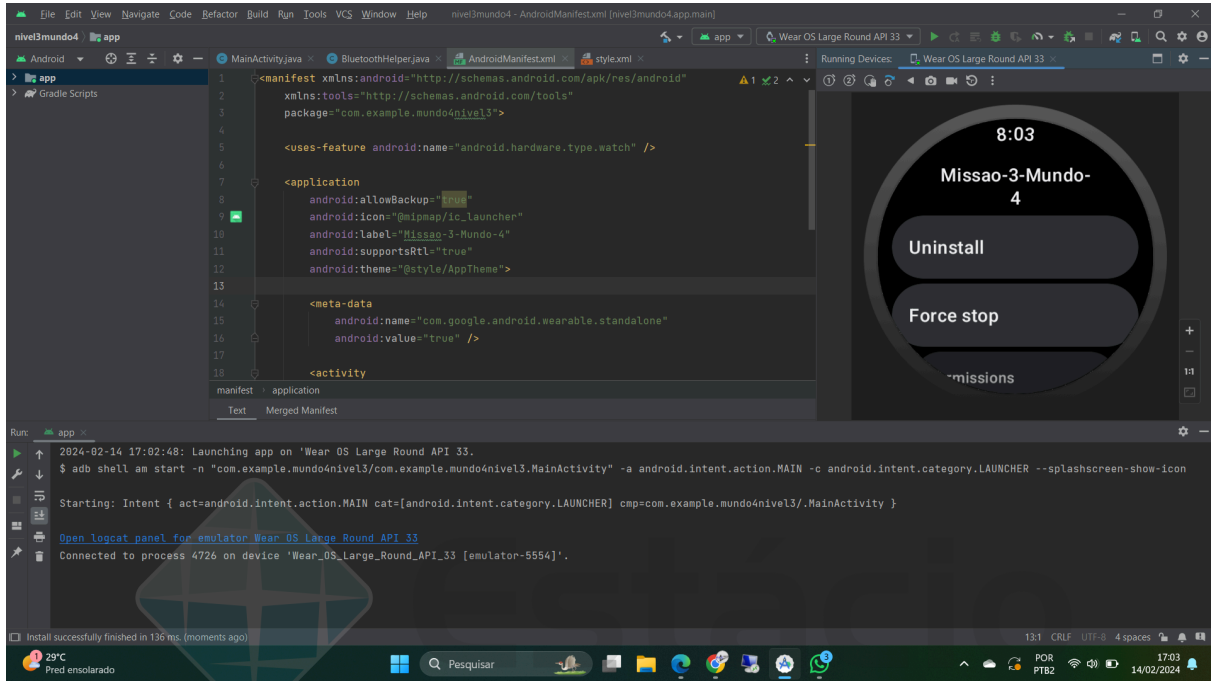 File Edit View Navigate Code Refactor Build Run Tools VCS Window Help nivel3mundo4 - AndroidManifest.xml [nivel3mundo4.app.main]
nivel3mundo4 app
app Wear OS Large Round API 33
Android
MainActivity.java BluetoothHelper.java AndroidManifest.xml style.xml
Running Devices: Wear OS Large Round API 33
app
Gradle Scripts
1 <manifest xmlns:android="http://schemas.android.com/apk/res/android"
1 2
2 xmlns:tools="http://schemas.android.com/tools"
3 package="com.example.mundo4nivel3">
4
5 <uses-feature android:name="android.hardware.type.watch" />
6
7 <application
8 android:allowBackup="true"
9 android:icon="@mipmap/ic_launcher"
10 android:label="Missao-3-Mundo-4"
11 android:supportsRtl="true"
12 android:theme="@style/AppTheme">
13
14 <meta-data
15 android:name="com.google.android.wearable.standalone"
16 android:value="true" />
17
18 <activity
manifest › application
Text Merged Manifest
8:03
Missao-3-Mundo-
4
Uninstall
Force stop
rmissions
1:1
Run: app
2024-02-14 17:02:48: Launching app on 'Wear OS Large Round API 33.
$ adb shell am start -n "com.example.mundo4nivel3/com.example.mundo4nivel3.MainActivity" -a android.intent.action.MAIN -c android.intent.category.LAUNCHER --splashscreen-show-icon
Starting: Intent { act=android.intent.action.MAIN cat=[android.intent.category.LAUNCHER] cmp=com.example.mundo4nivel3/.MainActivity }
Open logcat panel for emulator Wear OS Large Round API 33
Connected to process 4726 on device 'Wear_OS_Large_Round_API_33 [emulator-5554]'.
Estácio
Install successfully finished in 136 ms. (moments ago)
13:1 CRLF UTF-8 4 spaces
1
29°C
Pred ensolarado
Pesquisar
3
POR
PTB2
17:03
14/02/2024